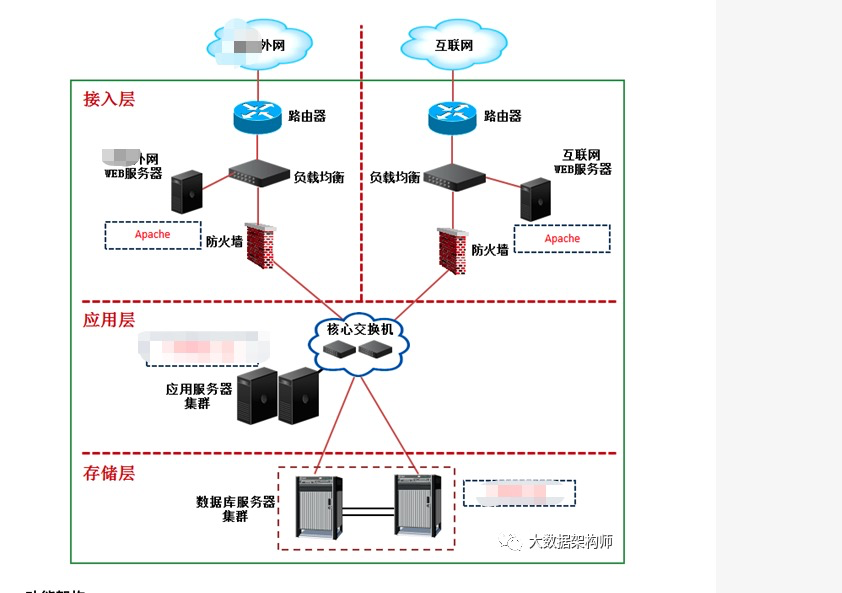 外网
互联网
接入层
路由器
路由器
外网
WEB服务器
负载均衡
负载均衡
互联网
WEB服务器
Apache
防火墙
防火墙
Apache
应用层
核心交换机
应用服务器
集群
存储层
数据库服务器
集群
大数据架构师